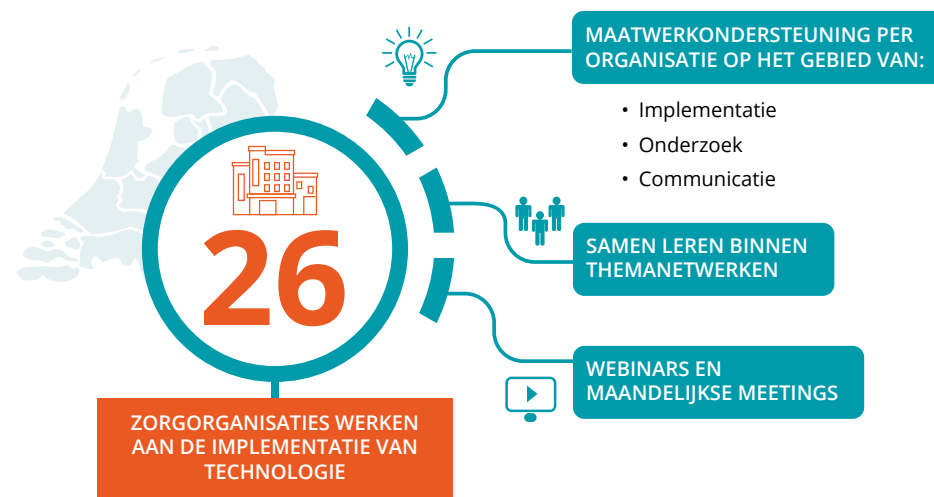 MAATWERKONDERSTEUNING PER
ORGANISATIE OP HET GEBIED VAN:
• Implementatie
• Onderzoek
• Communicatie
26
SAMEN LEREN BINNEN
THEMANETWERKEN
WEBINARS EN
MAANDELIJKSE MEETINGS
ZORGORGANISATIES WERKEN
AAN DE IMPLEMENTATIE VAN
TECHNOLOGIE